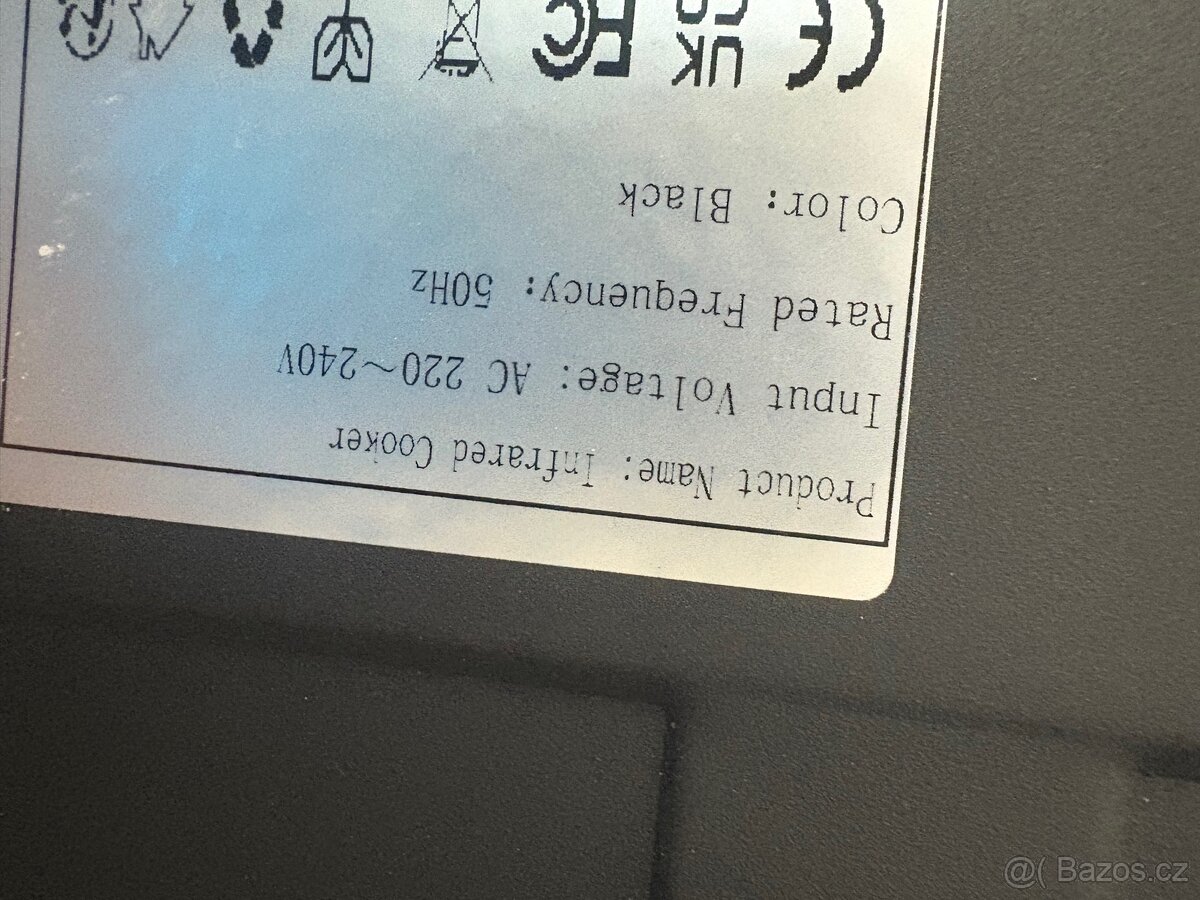 Product Name: Infrared Cooker
Input Voltage: AC 220~240V
Rated Frequency: 50Hz
Color: Black
CE UK CA FC
@( Bazos.cz